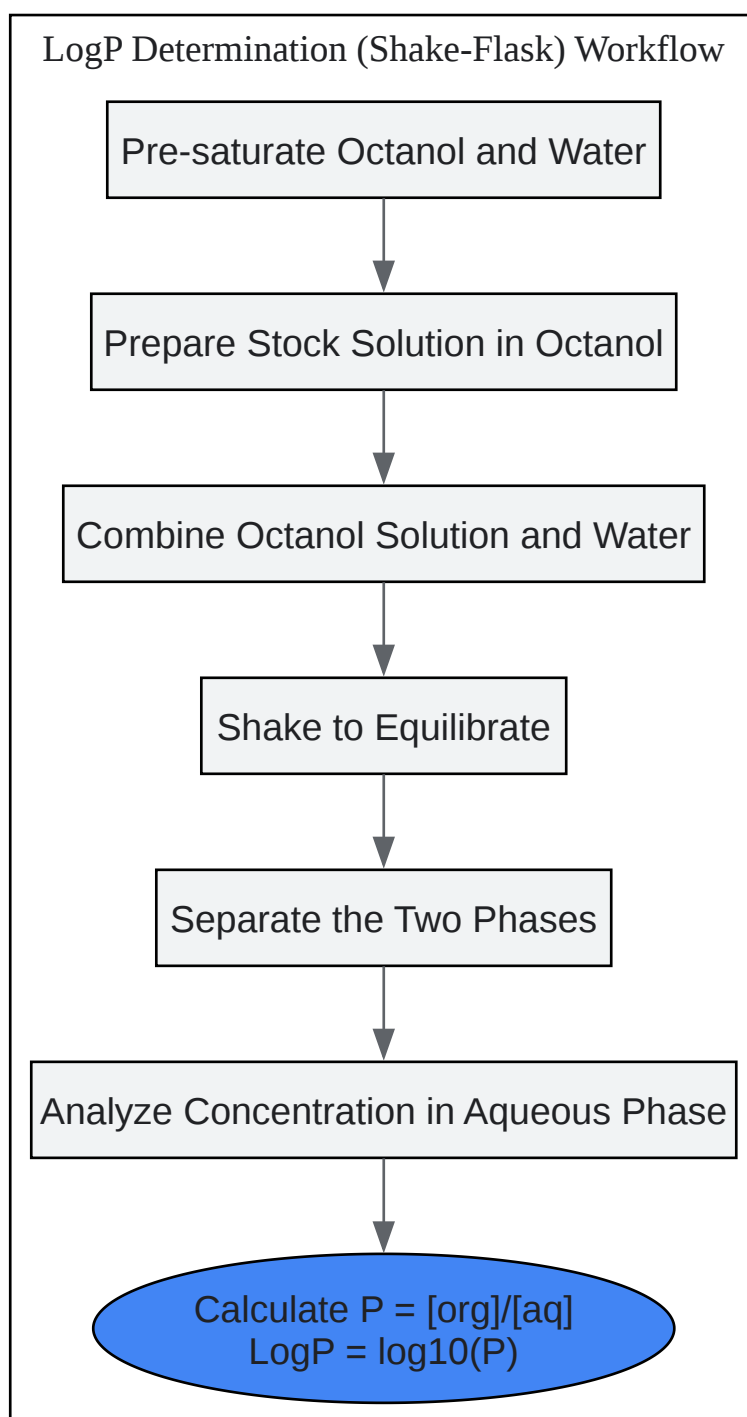 LogP Determination (Shake-Flask) Workflow
Pre-saturate Octanol and Water
Prepare Stock Solution in Octanol
Combine Octanol Solution and Water
Shake to Equilibrate
Separate the Two Phases
Analyze Concentration in Aqueous Phase
Calculate P = [org]/[aq]
LogP = log10(P)